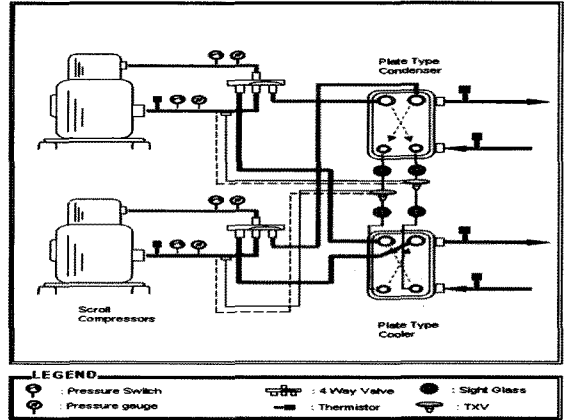 Plate Type
Condenser
Scroll
Compressors
Plate Type
Cooler
LEGEND
: Pressure Switch
: 4 Way Valve
: Sight Glass
: Pressure gauge
: Thermistor
: TXV